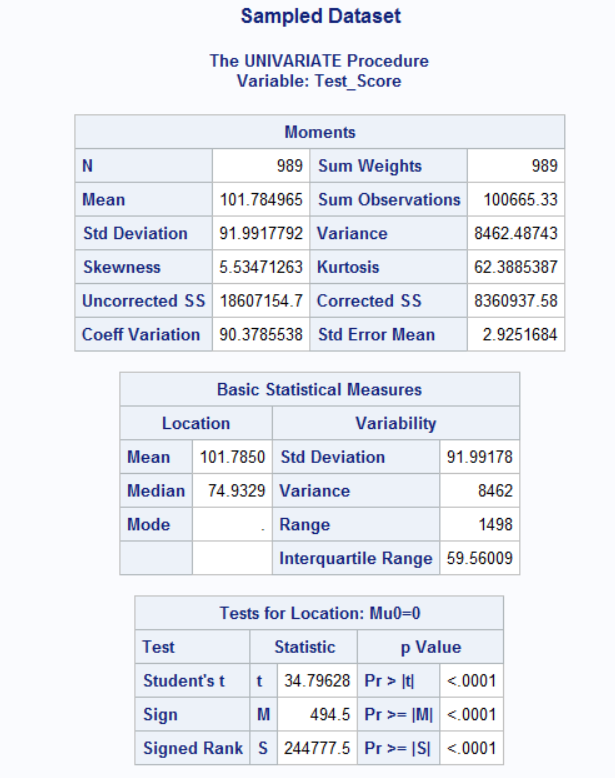 Sampled Dataset
The UNIVARIATE Procedure
Variable: Test_Score
Moments
N 989 Sum Weights 989
Mean 101.784965 Sum Observations 100665.33
Std Deviation 91.9917792 Variance 8462.48743
Skewness 5.53471263 Kurtosis 62.3885387
Uncorrected SS 18607154.7 Corrected SS 8360937.58
Coeff Variation 90.3785538 Std Error Mean 2.9251684
Basic Statistical Measures
Location Variability
Mean 101.7850 Std Deviation 91.99178
Median 74.9329 Variance 8462
Mode . Range 1498
Interquartile Range 59.56009
Tests for Location: Mu0=0
Test Statistic p Value
Student's t t 34.79628 Pr > |t| <.0001
Sign M 494.5 Pr >= |M| <.0001
Signed Rank S 244777.5 Pr >= |S| <.0001